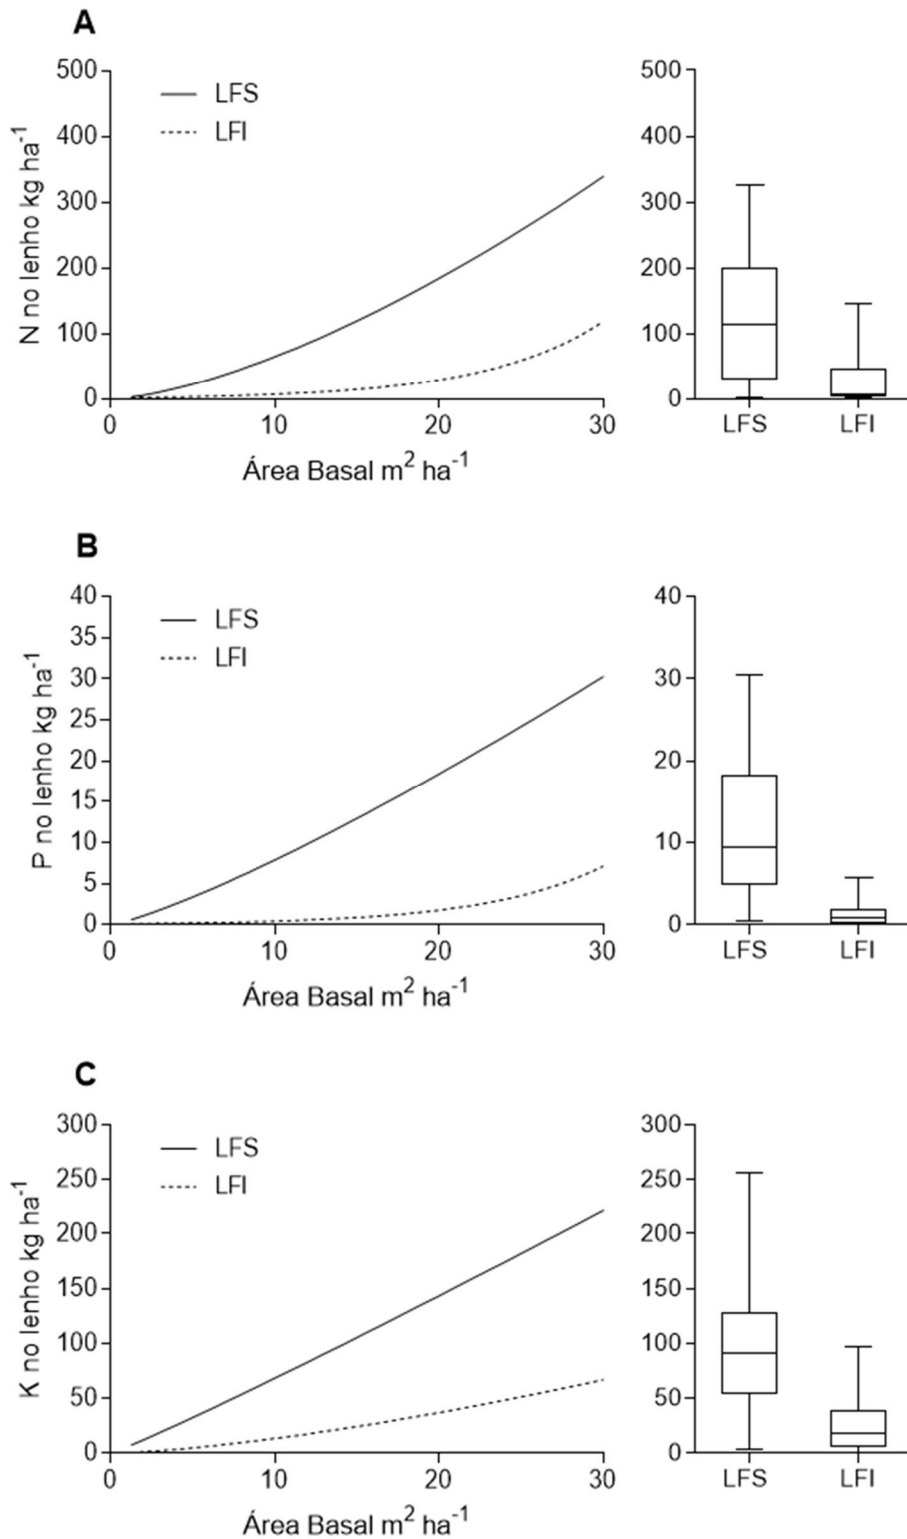 A
500
400
300
200
100
0
N no lenho kg ha-1
LFS
LFI
0 10 20 30
Área Basal m2 ha-1
500
400
300
200
100
0
LFS LFI
B
40
35
30
25
20
15
10
5
0
P no lenho kg ha-1
LFS
LFI
0 10 20 30
Área Basal m2 ha-1
40
30
20
10
0
LFS LFI
C
300
250
200
150
100
50
0
K no lenho kg ha-1
LFS
LFI
0 10 20 30
Área Basal m2 ha-1
300
250
200
150
100
50
0
LFS LFI